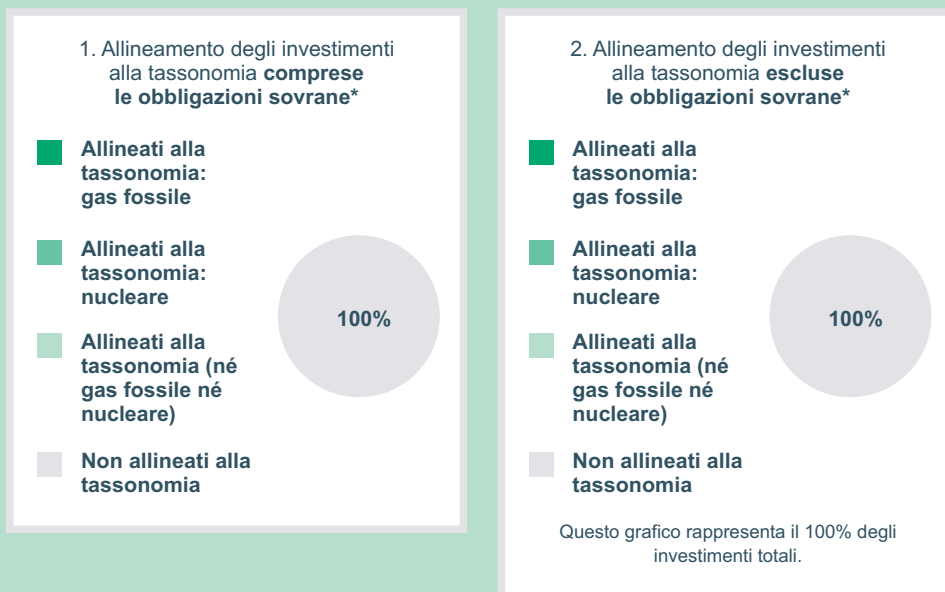 1. Allineamento degli investimenti
alla tassonomia comprese
le obbligazioni sovrane*
Allineati alla
tassonomia:
gas fossile
Allineati alla
tassonomia:
nucleare
Allineati alla
tassonomia (né
gas fossile né
nucleare)
Non allineati alla
tassonomia
100%
2. Allineamento degli investimenti
alla tassonomia escluse
le obbligazioni sovrane*
Allineati alla
tassonomia:
gas fossile
Allineati alla
tassonomia:
nucleare
Allineati alla
tassonomia (né
gas fossile né
nucleare)
Non allineati alla
tassonomia
100%
Questo grafico rappresenta il 100% degli
investimenti totali.